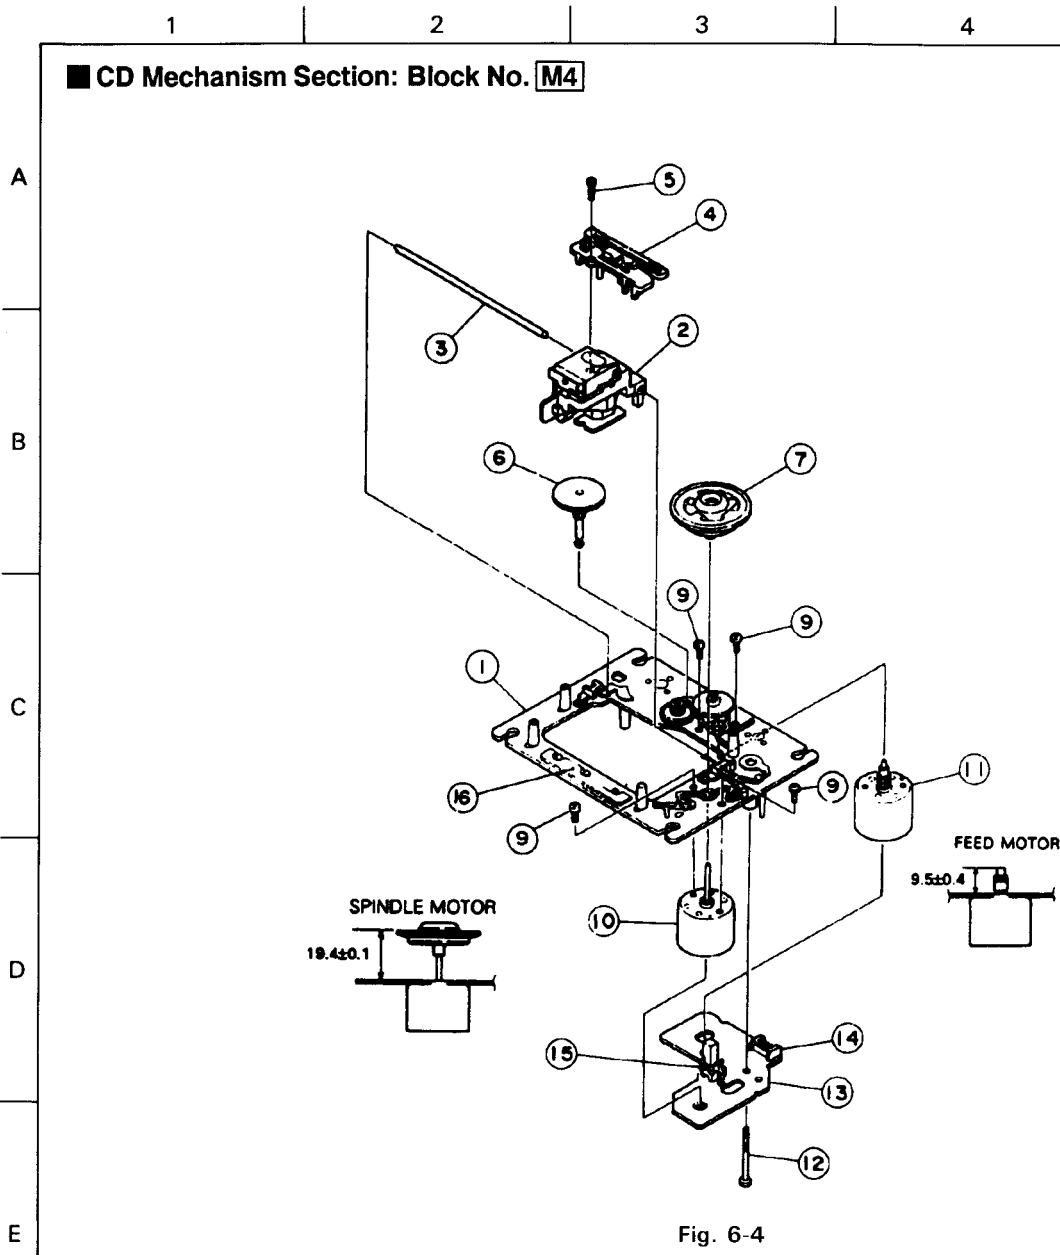 1 2 3 4
■ CD Mechanism Section: Block No. M4
A
5
4
B
3
2
6
7
9
9
C
1
11
16
9
9
FEED MOTOR
9.5±0.4
SPINDLE MOTOR
10
19.4±0.1
D
14
15
13
12
E
Fig. 6-4